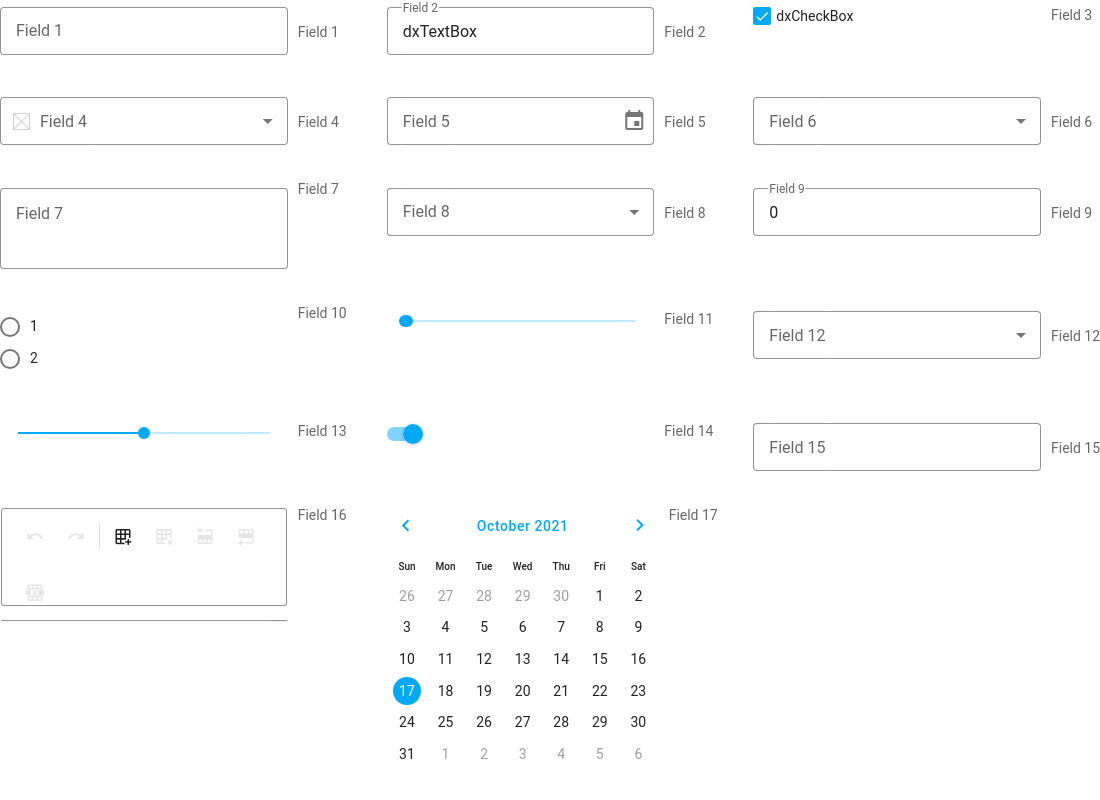 Field 1
Field 1
Field 2
dxTextBox
Field 2
dxCheckBox
Field 3
Field 4
Field 4
Field 5
Field 5
Field 6
Field 6
Field 7
Field 7
Field 8
Field 8
Field 9
0
Field 9
1
2
Field 10
Field 11
Field 12
Field 12
Field 13
Field 14
Field 15
Field 15
Field 16
October 2021
Field 17
Sun Mon Tue Wed Thu Fri Sat
26 27 28 29 30 1 2
3 4 5 6 7 8 9
10 11 12 13 14 15 16
17 18 19 20 21 22 23
24 25 26 27 28 29 30
31 1 2 3 4 5 6